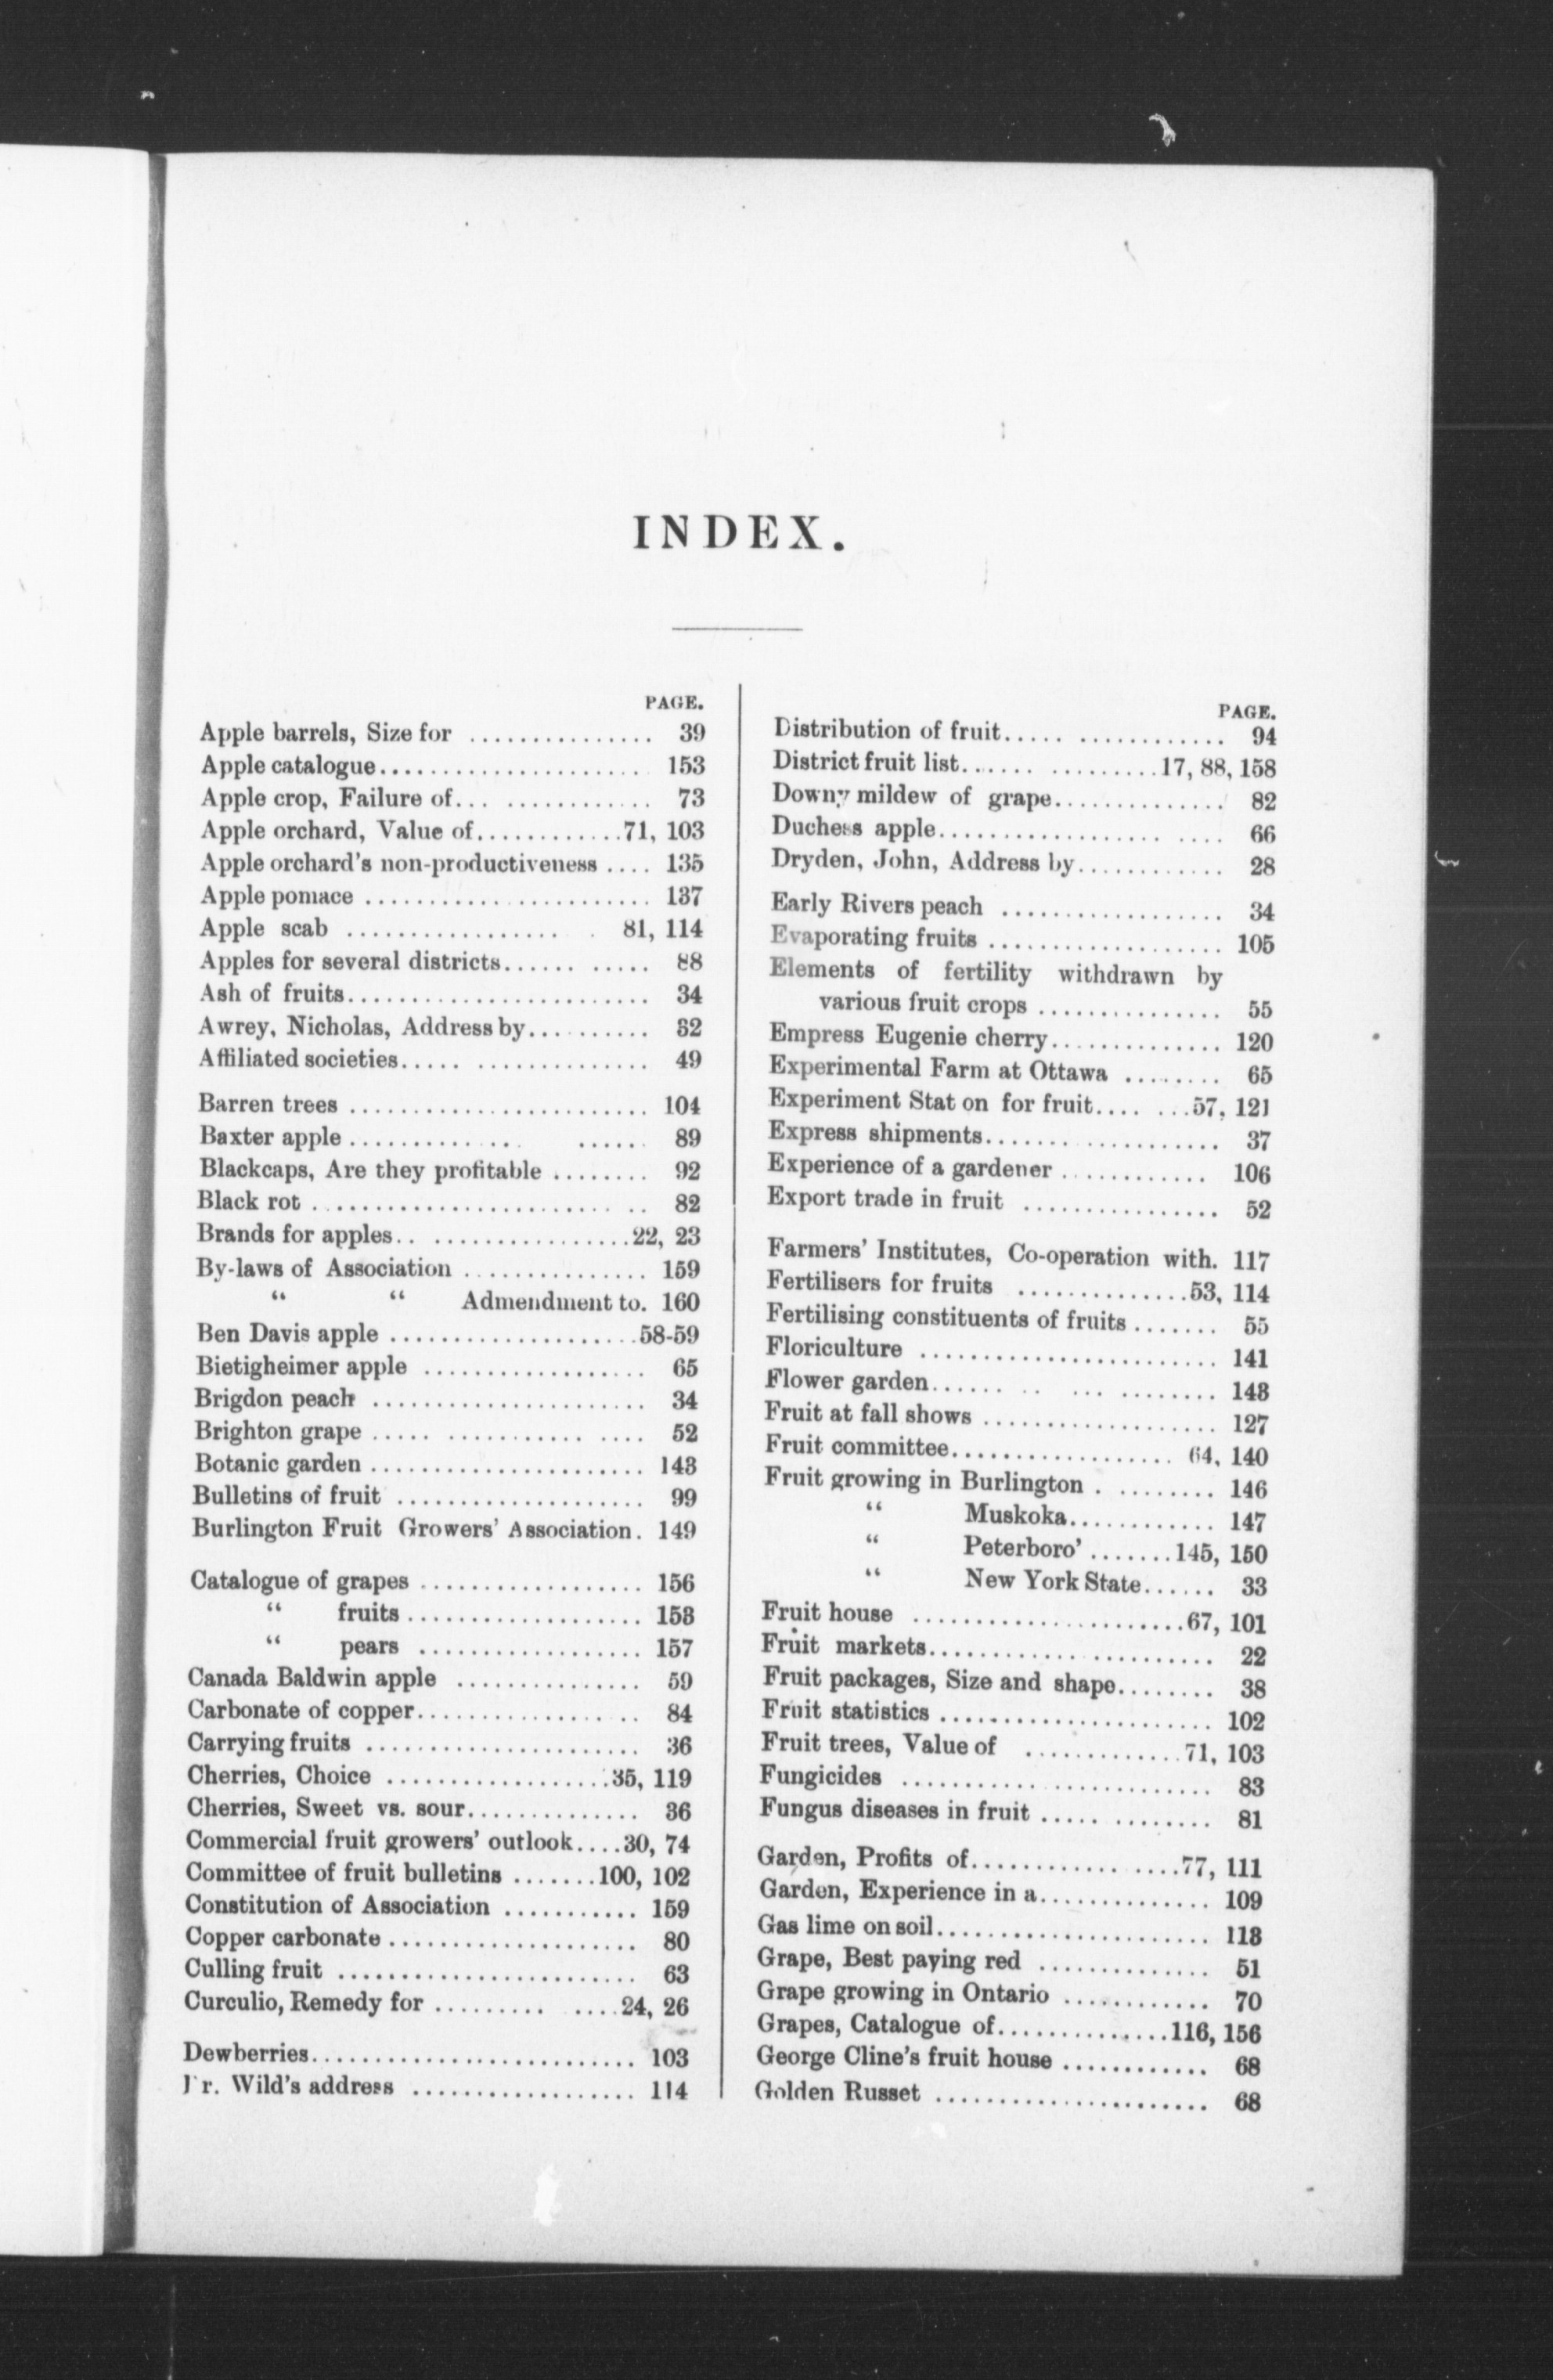 INDEX.
PAGE.
Apple barrels, Size for ............... 39
Apple catalogue..................... 153
Apple crop, Failure of... ............ 73
Apple orchard, Value of............71, 103
Apple orchard's non-productiveness .... 135
Apple pomace ....................... 137
Apple scab ................. . 81, 114
Apples for several districts...... ..... 88
Ash of fruits........................ 34
Awrey, Nicholas, Address by.......... 32
Affiliated societies..... .............. 49
Barren trees ........................ 104
Baxter apple.............. ...... 89
Blackcaps, Are they profitable ........ 92
Black rot .......................... 82
Brands for apples.. ................22, 23
By-laws of Association ............... 159
“ “ Admendment to. 160
Ben Davis apple ....................58-59
Bietigheimer apple .................. 65
Brigdon peach ...................... 34
Brighton grape ..... ........... .... 52
Botanic garden ...................... 143
Bulletins of fruit .................... 99
Burlington Fruit Growers' Association. 149
Catalogue of grapes .................. 156
“ fruits................... 153
“ pears .................. 157
Canada Baldwin apple ............... 59
Carbonate of copper.................. 84
Carrying fruits ...................... 36
Cherries, Choice ..................35, 119
Cherries, Sweet vs. sour.............. 36
Commercial fruit growers' outlook....30, 74
Committee of fruit bulletins .......100, 102
Constitution of Association ........... 159
Copper carbonate .................... 80
Culling fruit ........................ 63
Curculio, Remedy for ......... ....24, 26
Dewberries.......................... 103
Dr. Wild's address .................. 114
PAGE.
Distribution of fruit..... ............ 94
District fruit list...... .........17, 88, 158
Downy mildew of grape.............. 82
Duchess apple................... .... 66
Dryden, John, Address by............ 28
Early Rivers peach .................. 34
Evaporating fruits ................... 105
Elements of fertility withdrawn by
various fruit crops ............... 55
Empress Eugenie cherry.............. 120
Experimental Farm at Ottawa ........ 65
Experiment Stat on for fruit.... ...57, 121
Express shipments................... 37
Experience of a gardener ............ 106
Export trade in fruit ................ 52
Farmers' Institutes, Co-operation with. 117
Fertilisers for fruits ..............53, 114
Fertilising constituents of fruits ....... 55
Floriculture ........................ 141
Flower garden...... .. ... ........ 143
Fruit at fall shows ................... 127
Fruit committee.................. 64, 140
Fruit growing in Burlington . ........ 146
“ Muskoka............ 147
“ Peterboro' .......145, 150
“ New York State...... 33
Fruit house ......................67, 101
Fruit markets....................... 22
Fruit packages, Size and shape........ 38
Fruit statistics ...................... 102
Fruit trees, Value of .............71, 103
Fungicides ......................... 83
Fungus diseases in fruit ..... ........ 81
Garden, Profits of............ ....77, 111
Garden, Experience in a.............. 109
Gas lime on soil...................... 113
Grape, Best paying red .............. 51
Grape growing in Ontario ............ 70
Grapes, Catalogue of..............116, 156
George Cline's fruit house ............ 68
Golden Russet ...................... 68